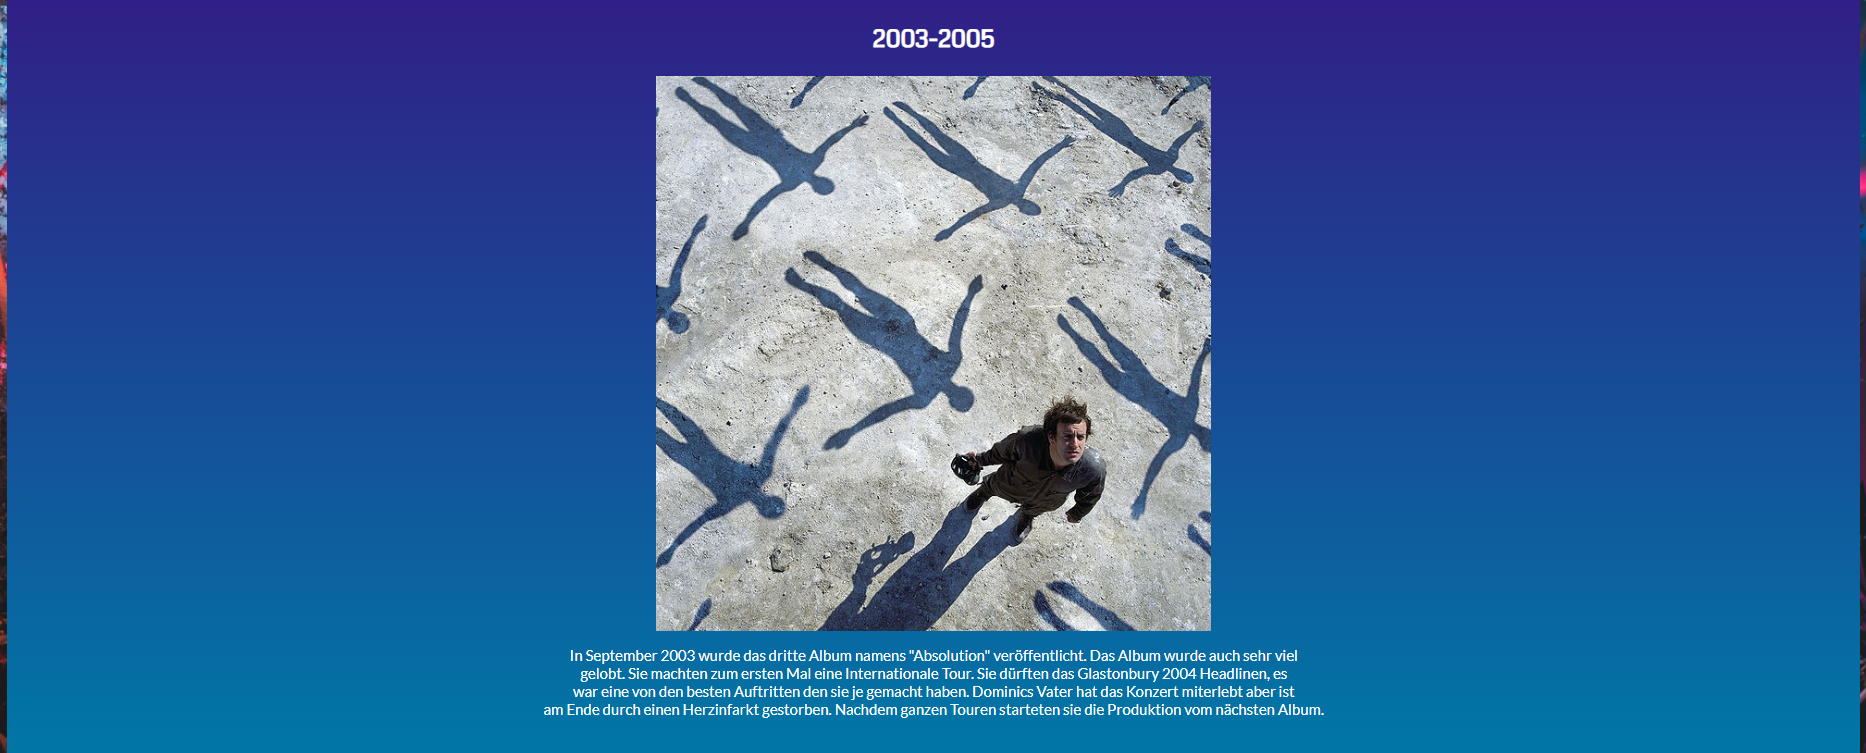 2003-2005
In September 2003 wurde das dritte Album namens "Absolution" veröffentlicht. Das Album wurde auch sehr viel
gelobt. Sie machten zum ersten Mal eine Internationale Tour. Sie dürften das Glastonbury 2004 Headlinen, es
war eine von den besten Auftritten den sie je gemacht haben. Dominics Vater hat das Konzert miterlebt aber ist
am Ende durch einen Herzinfarkt gestorben. Nachdem ganzen Touren starteten sie die Produktion vom nächsten Album.